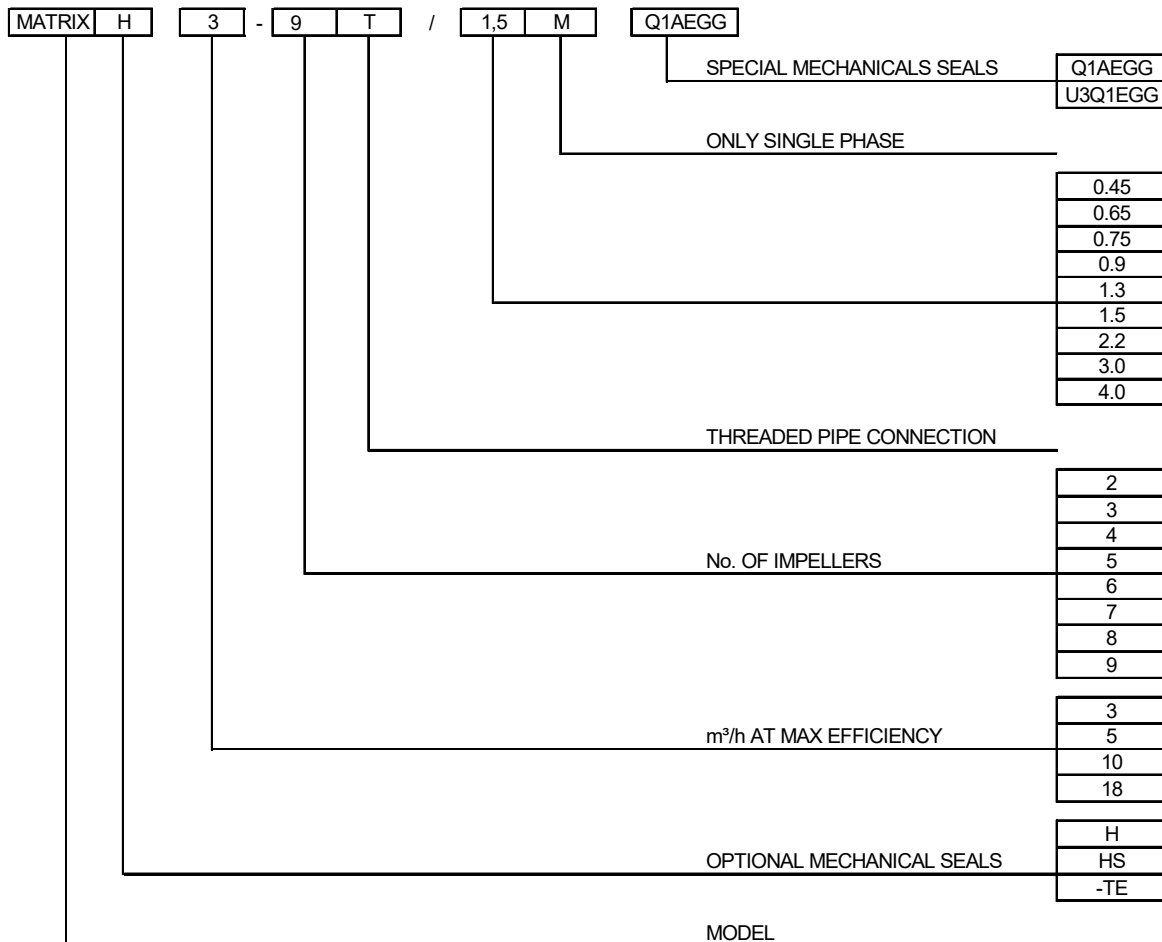 MATRIX H 3 - 9 T / 1,5 M Q1AEGG
SPECIAL MECHANICALS SEALS Q1AEGG
U3Q1EGG
ONLY SINGLE PHASE
0.45
0.65
0.75
0.9
1.3
1.5
2.2
3.0
4.0
THREADED PIPE CONNECTION
2
3
4
No. OF IMPELLERS 5
6
7
8
9
3
m³/h AT MAX EFFICIENCY 5
10
18
H
OPTIONAL MECHANICAL SEALS HS
-TE
MODEL